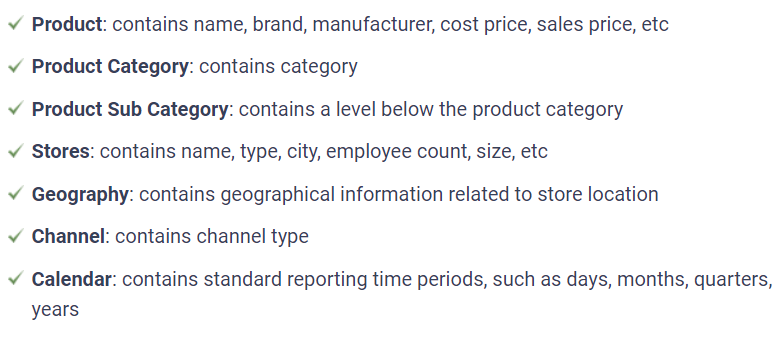 Product: contains name, brand, manufacturer, cost price, sales price, etc
Product Category: contains category
Product Sub Category: contains a level below the product category
Stores: contains name, type, city, employee count, size, etc
Geography: contains geographical information related to store location
Channel: contains channel type
Calendar: contains standard reporting time periods, such as days, months, quarters,
years